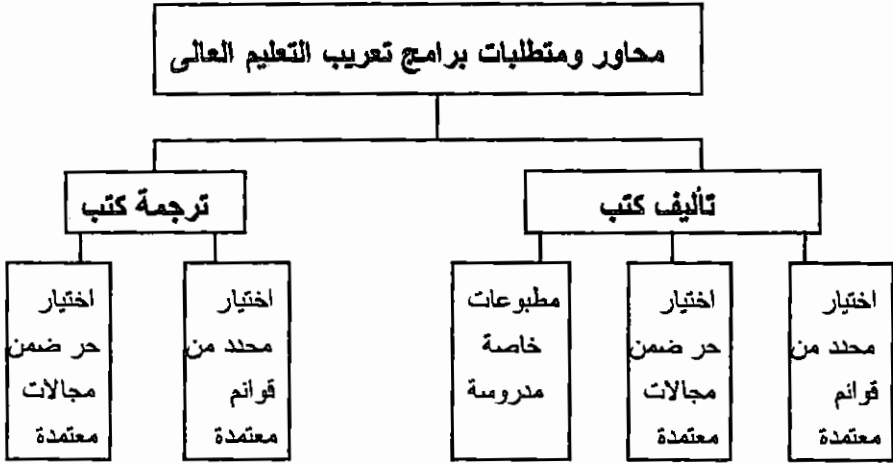 محاور ومتطلبات برامج تعريب التعليم العالى
تأليف كتب
ترجمة كتب
اختيار
محدد من
قوائم
معتمدة
اختيار
حر ضمن
مجالات
معتمدة
مطبوعات
خاصة
مدروسة
اختيار
محدد من
قوائم
معتمدة
اختيار
حر ضمن
مجالات
معتمدة